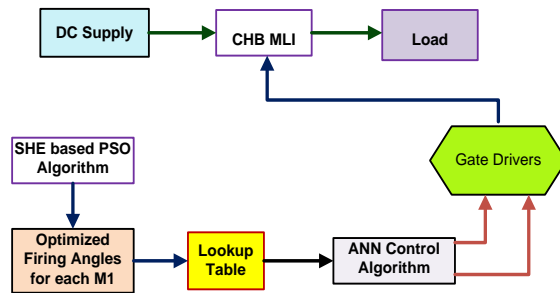 DC Supply
CHB MLI
Load
SHE based PSO
Algorithm
Gate Drivers
Optimized
Firing Angles
for each M1
Lookup
Table
ANN Control
Algorithm